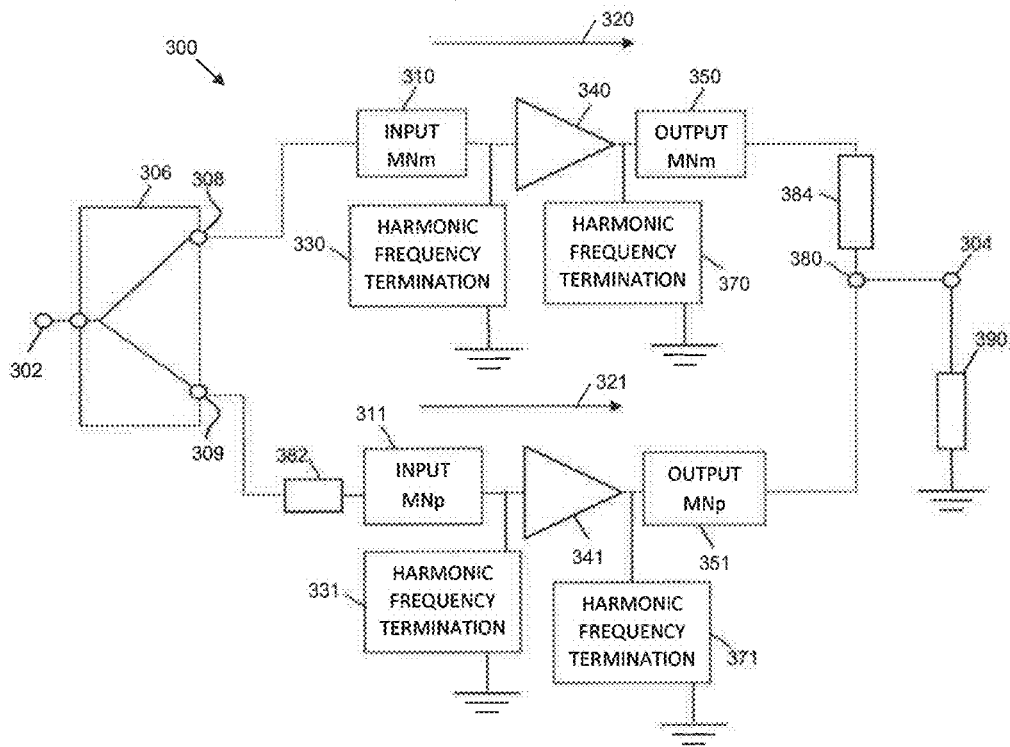 320
300
310
340
350
INPUT
MNm
OUTPUT
MNm
306
308
384
330
HARMONIC
FREQUENCY
TERMINATION
HARMONIC
FREQUENCY
TERMINATION
370
380
304
302
390
321
311
309
382
INPUT
MNp
OUTPUT
MNp
341
351
331
HARMONIC
FREQUENCY
TERMINATION
HARMONIC
FREQUENCY
TERMINATION
371